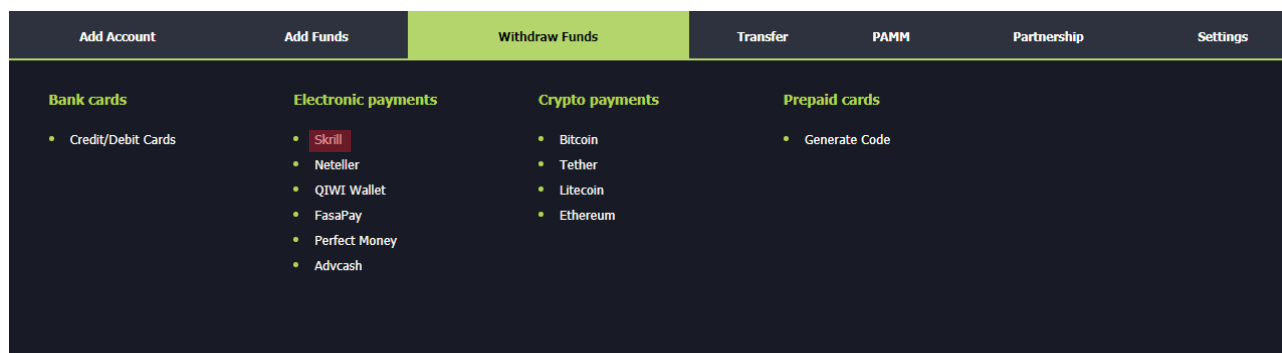 Add Account Add Funds Withdraw Funds Transfer PAMM Partnership Settings
Bank cards
Credit/Debit Cards
Electronic payments
Skrill
Neteller
QIWI Wallet
FasaPay
Perfect Money
Advcash
Crypto payments
Bitcoin
Tether
Litecoin
Ethereum
Prepaid cards
Generate Code